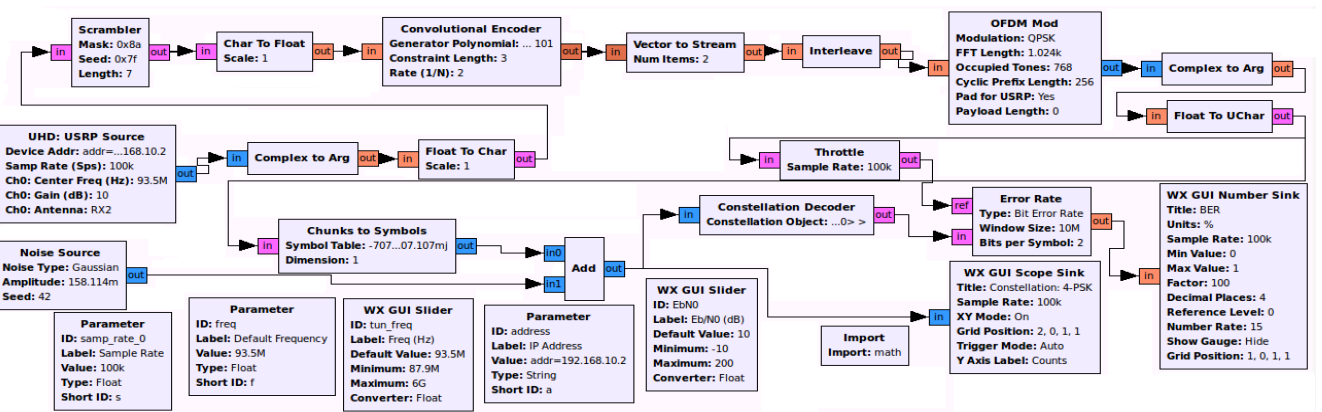 Scrambler
in
Mask: 0x8a
Seed: 0x7f
Length: 7
out
in
Char To Float
Scale: 1
out
in
Convolutional Encoder
Generator Polynomial: ... 101
Constraint Length: 3
Rate (1/N): 2
out
in
Vector to Stream
Num Items: 2
out
in
Interleave
out
in
OFDM Mod
Modulation: QPSK
FFT Length: 1.024k
Occupied Tones: 768
Cyclic Prefix Length: 256
Pad for USRP: Yes
Payload Length: 0
out
in
Complex to Arg
out
in
Float To UChar
out
UHD: USRP Source
Device Addr: addr=...168.10.2
Samp Rate (Sps): 100k
Ch0: Center Freq (Hz): 93.5M
Ch0: Gain (dB): 10
Ch0: Antenna: RX2
out
in
Complex to Arg
out
in
Float To Char
Scale: 1
out
in
Throttle
Sample Rate: 100k
out
in
Chunks to Symbols
Symbol Table: -707...07.107mj
Dimension: 1
out
Noise Source
Noise Type: Gaussian
Amplitude: 158.114m
Seed: 42
out
in0
in1
Add
out
in
Constellation Decoder
Constellation Object: ...0> >
out
ref
in
Error Rate
Type: Bit Error Rate
Window Size: 10M
Bits per Symbol: 2
out
in
WX GUI Number Sink
Title: BER
Units: %
Sample Rate: 100k
Min Value: 0
Max Value: 1
Factor: 100
Decimal Places: 4
Reference Level: 0
Number Rate: 15
Show Gauge: Hide
Grid Position: 1, 0, 1, 1
in
WX GUI Scope Sink
Title: Constellation: 4-PSK
Sample Rate: 100k
XY Mode: On
Grid Position: 2, 0, 1, 1
Trigger Mode: Auto
Y Axis Label: Counts
Parameter
ID: samp_rate_0
Label: Sample Rate
Value: 100k
Type: Float
Short ID: s
Parameter
ID: freq
Label: Default Frequency
Value: 93.5M
Type: Float
Short ID: f
WX GUI Slider
ID: tun_freq
Label: Freq (Hz)
Default Value: 93.5M
Minimum: 87.9M
Maximum: 6G
Converter: Float
Parameter
ID: address
Label: IP Address
Value: addr=192.168.10.2
Type: String
Short ID: a
WX GUI Slider
ID: EbN0
Label: Eb/N0 (dB)
Default Value: 10
Minimum: -10
Maximum: 200
Converter: Float
Import
Import: math